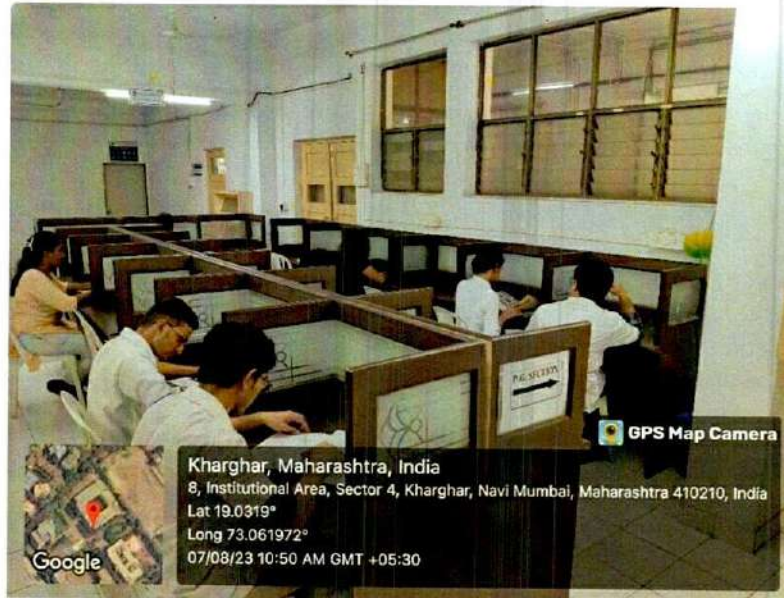 P.G. SECTION
GPS Map Camera
Kharghar, Maharashtra, India
8, Institutional Area, Sector 4, Kharghar, Navi Mumbai, Maharashtra 410210, India
Lat 19.0319°
Long 73.061972°
07/08/23 10:50 AM GMT +05:30
Google